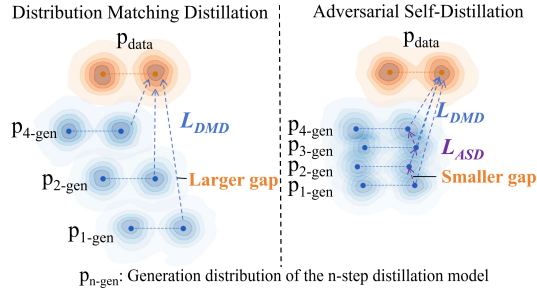 Distribution Matching Distillation
p_data
p_4-gen
L_DMD
p_2-gen
Larger gap
p_1-gen
Adversarial Self-Distillation
p_data
p_4-gen
L_DMD
p_3-gen
L_ASD
p_2-gen
Smaller gap
p_1-gen
p_n-gen: Generation distribution of the n-step distillation model